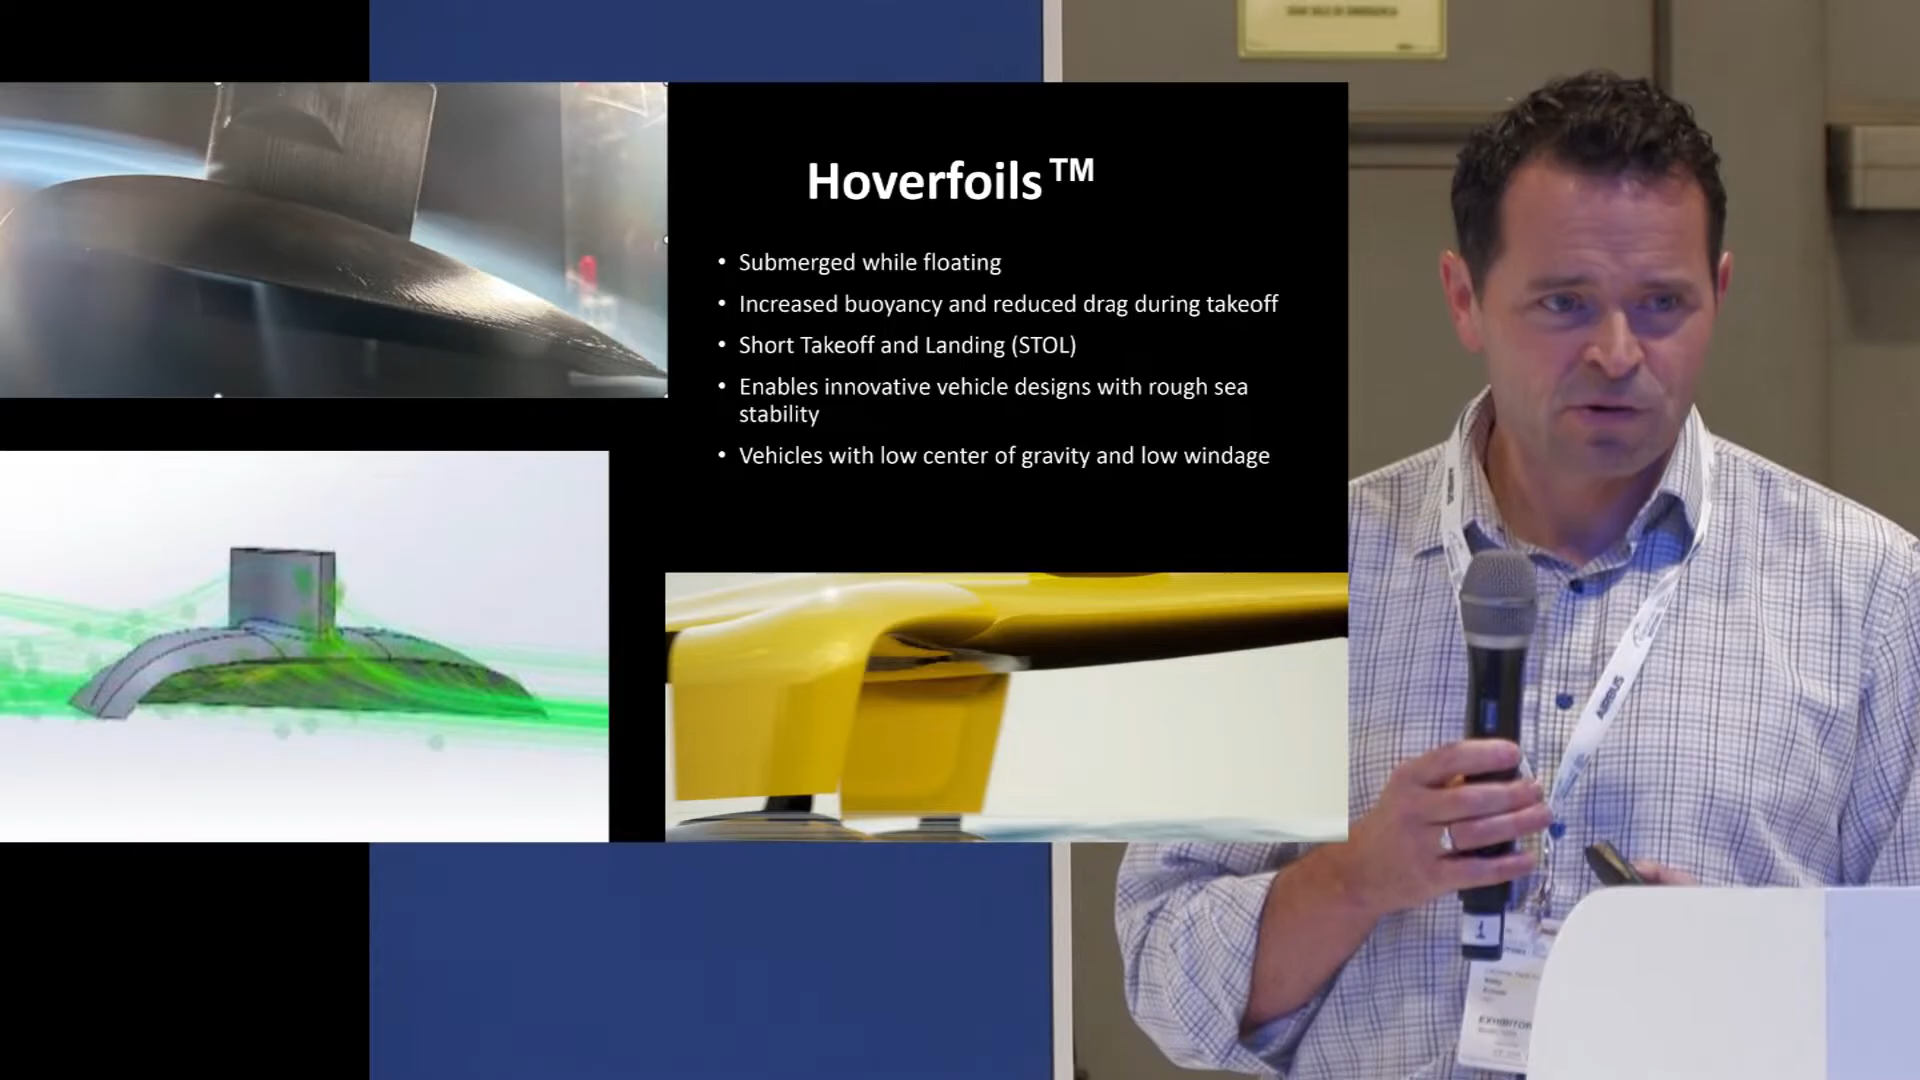 Hoverfoils™
• Submerged while floating
• Increased buoyancy and reduced drag during takeoff
• Short Takeoff and Landing (STOL)
• Enables innovative vehicle designs with rough sea
stability
• Vehicles with low center of gravity and low windage
AIRBUS
1
EXHIBITOR